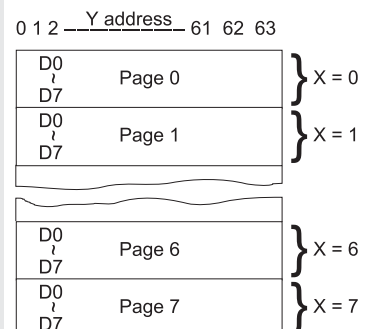 Y address
0 1 2 61 62 63
D0
~
D7
Page 0
X = 0
D0
~
D7
Page 1
X = 1
D0
~
D7
Page 6
X = 6
D0
~
D7
Page 7
X = 7